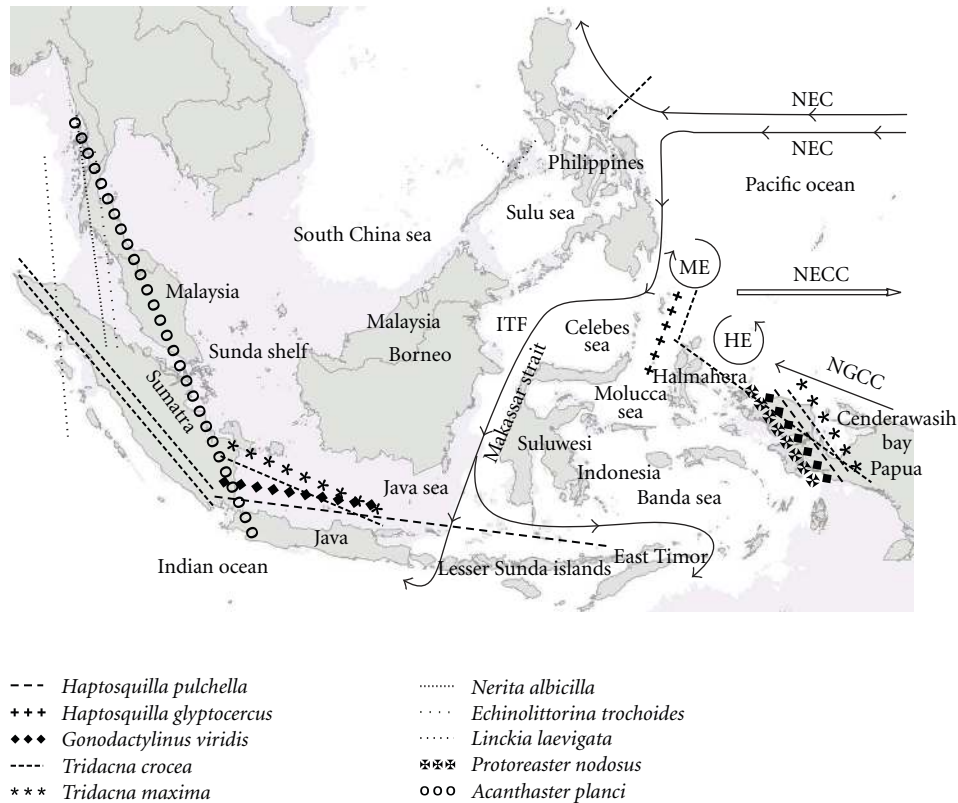 NEC
NEC
Philippines
Pacific ocean
Sulu sea
South China sea
ME
NECC
Malaysia
Malaysia
ITF
Celebes
sea
Borneo
HE
Sunda shelf
Makassar strait
Halmahera
NGCC
Molucca
sea
Sumatra
Cenderawasih
bay
Suluwesi
Papua
Indonesia
Java sea
Banda sea
Java
East Timor
Indian ocean
Lesser Sunda islands
Haptosquilla pulchella
Haptosquilla glyptocercus
Gonodactylinus viridis
Tridacna crocea
Tridacna maxima
Nerita albicilla
Echinolittorina trochoides
Linckia laevigata
Protoreaster nodosus
Acanthaster planci